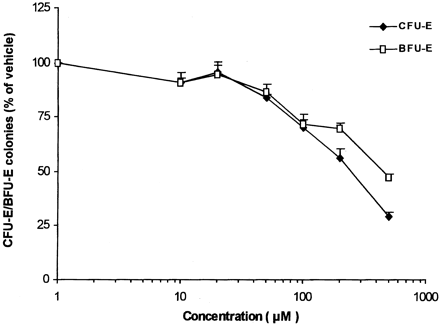 CFU-E
BFU-E
CFU-E/BFU-E colonies (% of vehicle)
125
100
75
50
25
0
1 10 100 1000
Concentration ( µM )